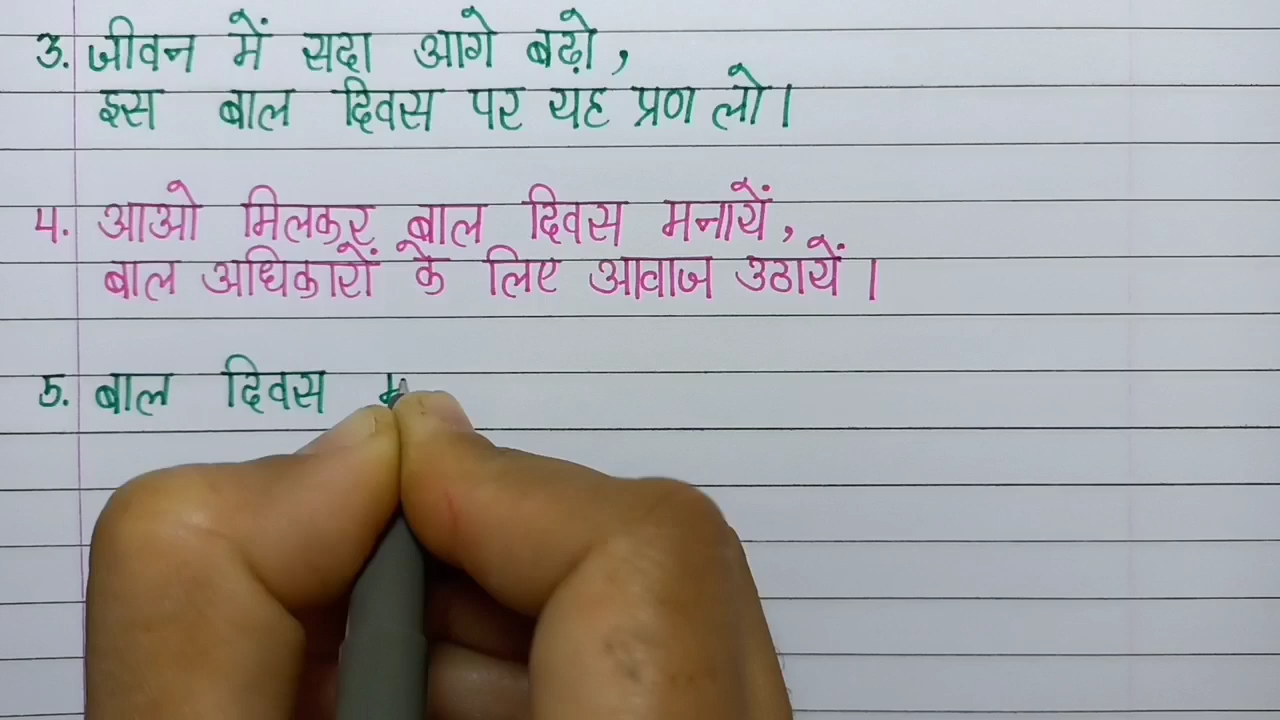 3. जीवन में सदा आगे बढ़ो,
इस बाल दिवस पर यह प्रण लो।
4. आओ मिलकर बाल दिवस मनायें,
बाल अधिकारों के लिए आवाज उठायें।
5. बाल दिवस